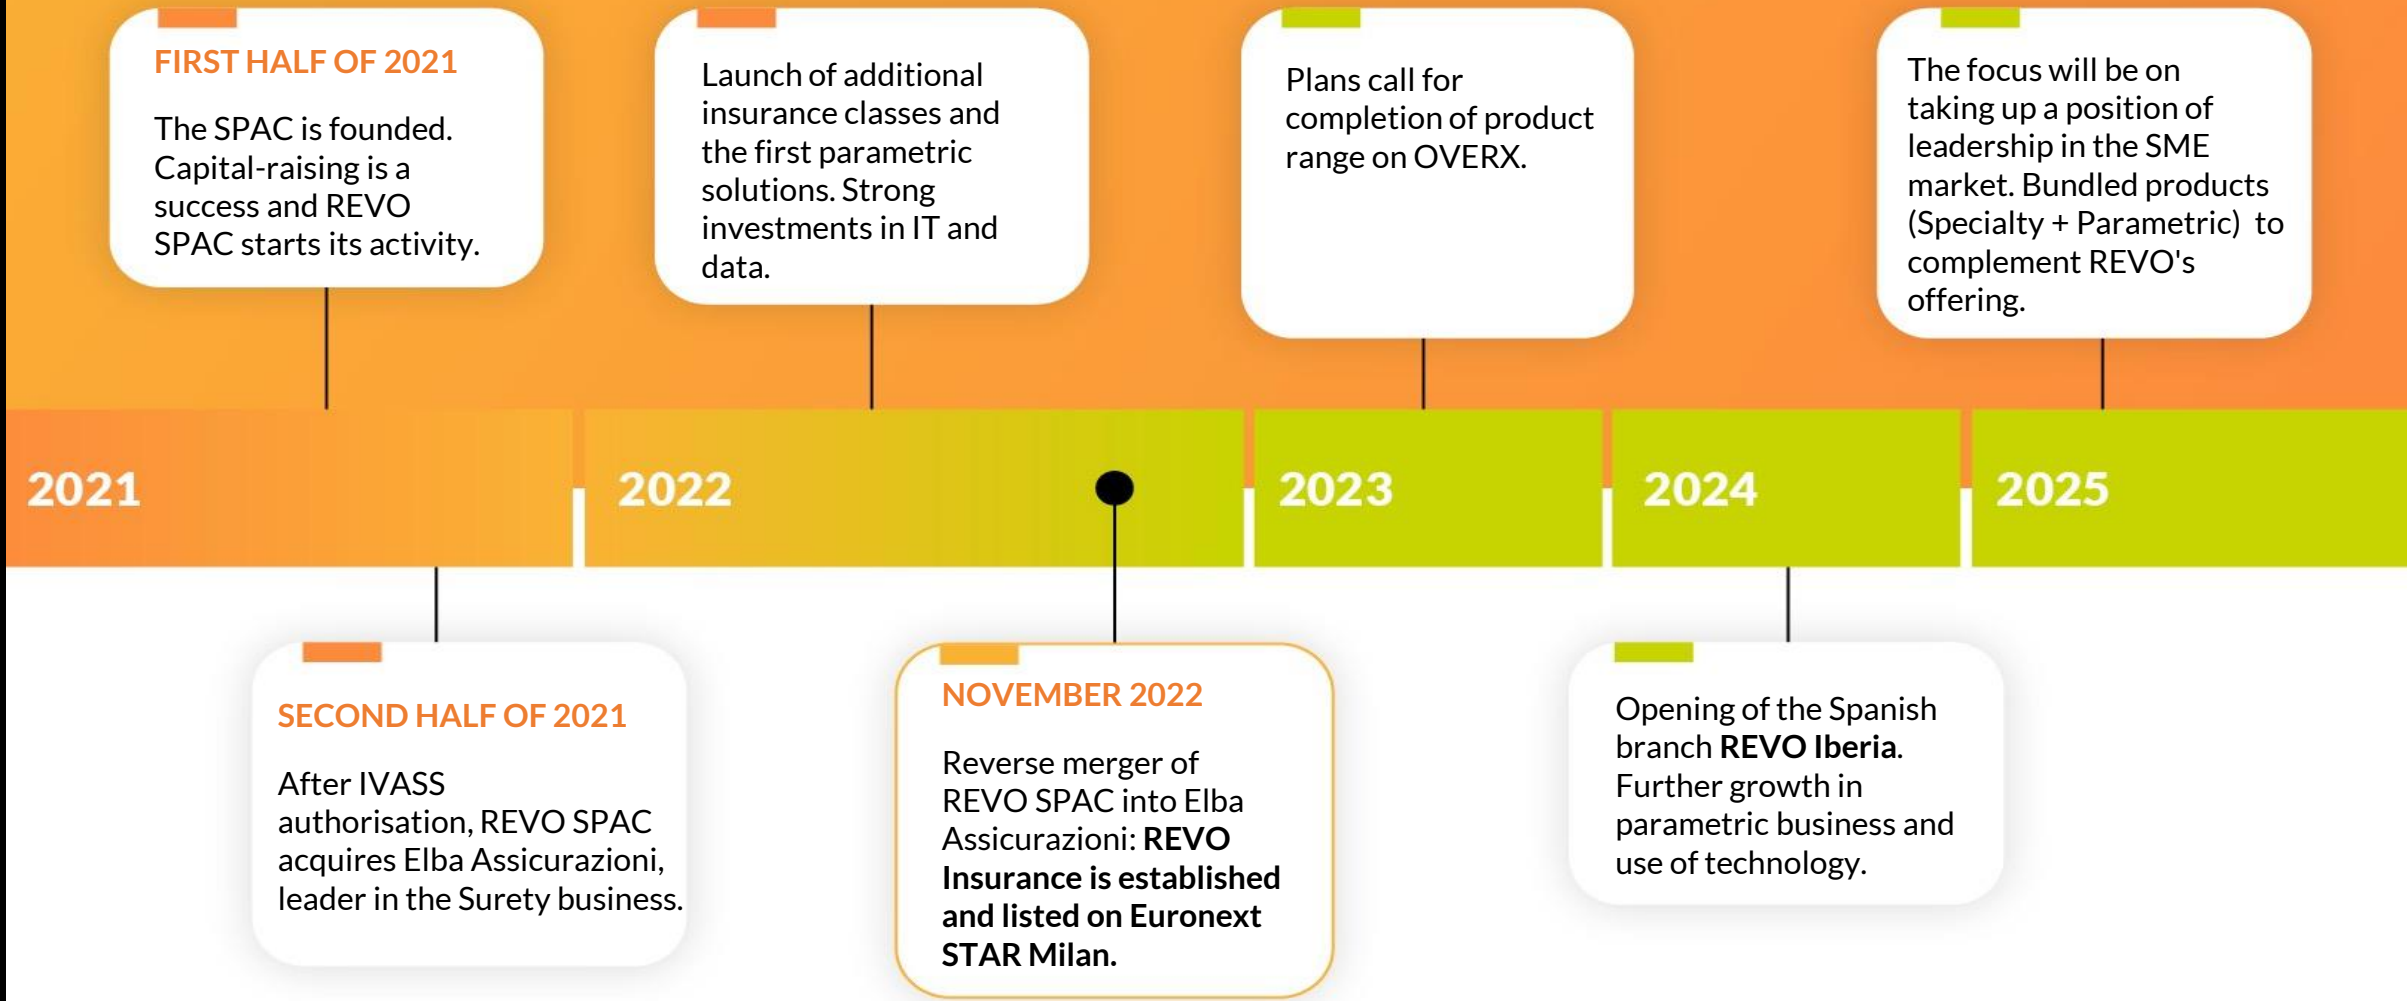 FIRST HALF OF 2021
The SPAC is founded.
Capital-raising is a
success and REVO
SPAC starts its activity.
Launch of additional
insurance classes and
the first parametric
solutions. Strong
investments in IT and
data.
Plans call for
completion of product
range on OVERX.
The focus will be on
taking up a position of
leadership in the SME
market. Bundled products
(Specialty + Parametric)  to
complement REVO's
offering.
2021
2022
2023
2024
2025
SECOND HALF OF 2021
After IVASS
authorisation, REVO SPAC
acquires Elba Assicurazioni,
leader in the Surety business.
NOVEMBER 2022
Reverse merger of
REVO SPAC into Elba
Assicurazioni: REVO
Insurance is established
and listed on Euronext
STAR Milan.
Opening of the Spanish
branch REVO Iberia.
Further growth in
parametric business and
use of technology.